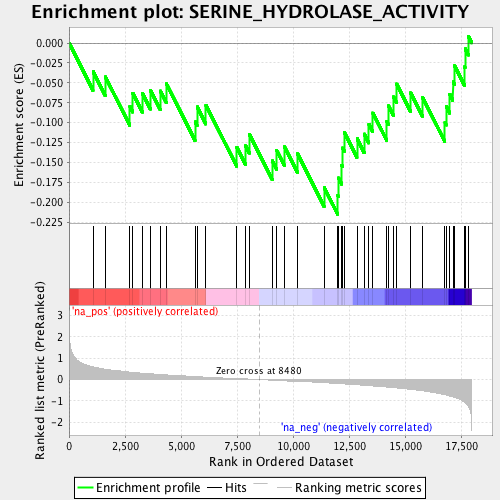 Enrichment plot: SERINE_HYDROLASE_ACTIVITY
Enrichment score (ES)
0.000
-0.025
-0.050
-0.075
-0.100
-0.125
-0.150
-0.175
-0.200
-0.225
'na_pos' (positively correlated)
Ranked list metric (PreRanked)
3
2
1
0
-1
-2
Zero cross at 8480
'na_neg' (negatively correlated)
0
2,500
5,000
7,500
10,000
12,500
15,000
17,500
Rank in Ordered Dataset
Enrichment profile
Hits
Ranking metric scores